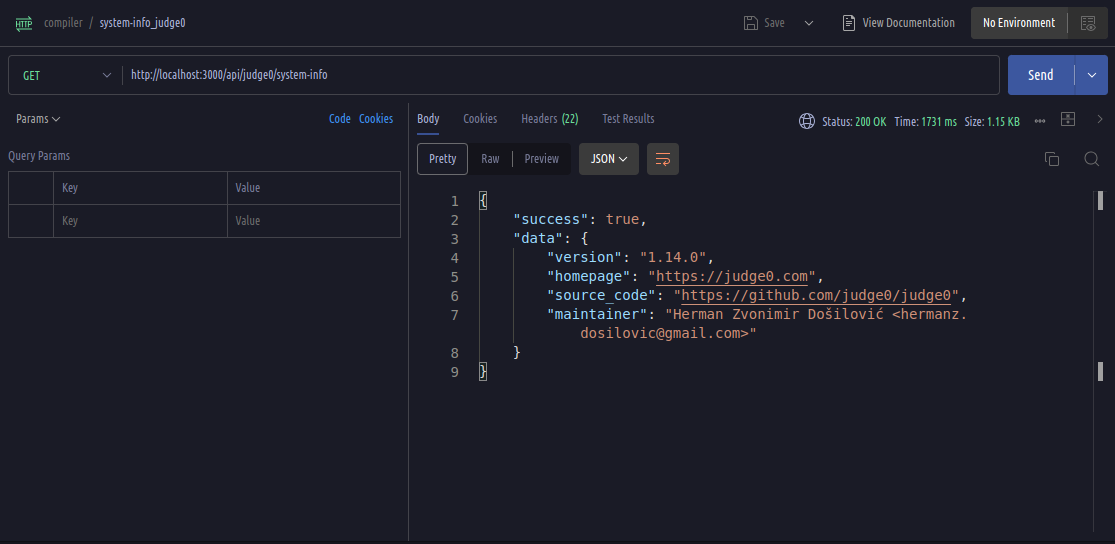 HTTP compiler / system-info_judge0 Save View Documentation No Environment
GET http://localhost:3000/api/judge0/system-info Send
Params Code Cookies
Query Params
Key Value
Key Value
Body Cookies Headers (22) Test Results Status: 200 OK Time: 1731 ms Size: 1.15 KB
Pretty Raw Preview JSON
1 {
2 "success": true,
3 "data": {
4 "version": "1.14.0",
5 "homepage": "https://judge0.com",
6 "source_code": "https://github.com/judge0/judge0",
7 "maintainer": "Herman Zvonimir Došilović <hermanz.
dosilovic@gmail.com>"
8 }
9 }